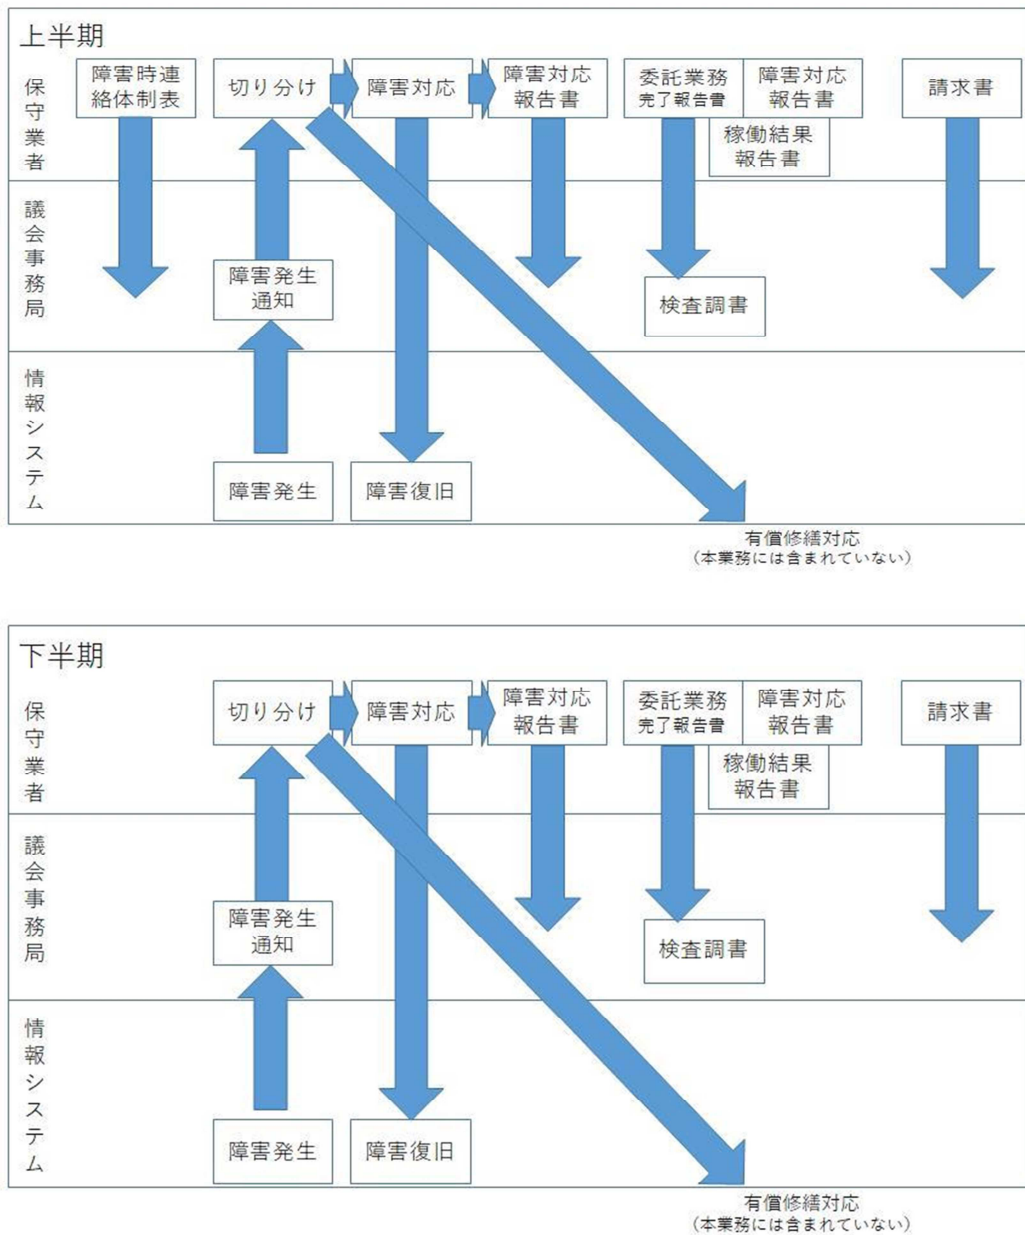 上半期
保守業者
障害時連
絡体制表
切り分け
障害対応
障害対応
報告書
委託業務
完了報告書
障害対応
報告書
稼働結果
報告書
請求書
議会事務局
障害発生
通知
検査調書
情報システム
障害発生
障害復旧
有償修繕対応
（本業務には含まれていない）
下半期
保守業者
切り分け
障害対応
障害対応
報告書
委託業務
完了報告書
障害対応
報告書
稼働結果
報告書
請求書
議会事務局
障害発生
通知
検査調書
情報システム
障害発生
障害復旧
有償修繕対応
（本業務には含まれていない）